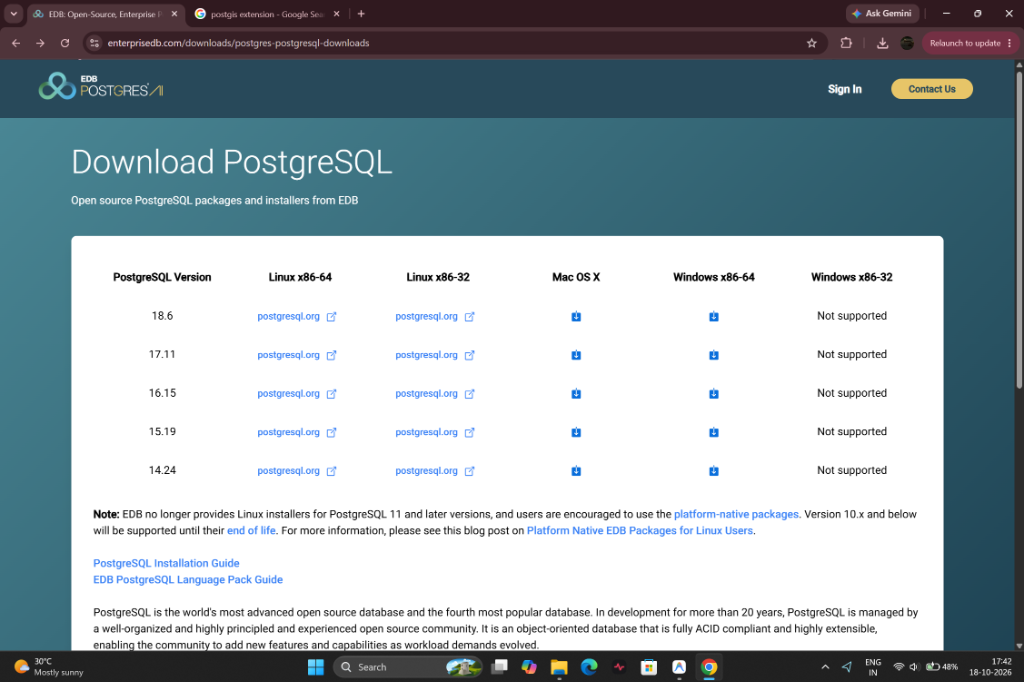 EDB: Open-Source, Enterprise P
postgis extension - Google Sea
Ask Gemini
enterprisedb.com/downloads/postgres-postgresql-downloads
Relaunch to update
EDB
POSTGRES AI
Sign In
Contact Us
Download PostgreSQL
Open source PostgreSQL packages and installers from EDB
PostgreSQL Version Linux x86-64 Linux x86-32 Mac OS X Windows x86-64 Windows x86-32
18.6 postgresql.org postgresql.org Not supported
17.11 postgresql.org postgresql.org Not supported
16.15 postgresql.org postgresql.org Not supported
15.19 postgresql.org postgresql.org Not supported
14.24 postgresql.org postgresql.org Not supported
Note: EDB no longer provides Linux installers for PostgreSQL 11 and later versions, and users are encouraged to use the platform-native packages. Version 10.x and below
will be supported until their end of life. For more information, please see this blog post on Platform Native EDB Packages for Linux Users.
PostgreSQL Installation Guide
EDB PostgreSQL Language Pack Guide
PostgreSQL is the world's most advanced open source database and the fourth most popular database. In development for more than 20 years, PostgreSQL is managed by
a well-organized and highly principled and experienced open source community. It is an object-oriented database that is fully ACID compliant and highly extensible,
enabling the community to add new features and capabilities as workload demands evolved.
30°C
Mostly sunny
Search
ENG
IN
48%
17:42
18-10-2026